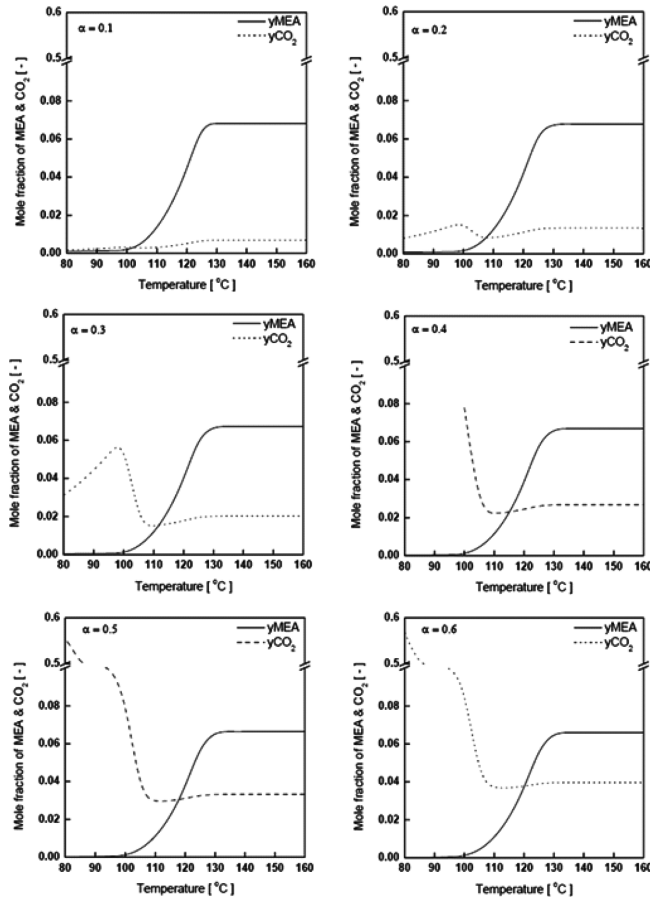 0.6
α = 0.1
yMEA
yCO₂
0.5
0.08
0.06
0.04
0.02
0.00
80 90 100 110 120 130 140 150 160
Temperature [ °C]
Mole fraction of MEA & CO₂ [ - ]
0.6
α = 0.2
yMEA
yCO₂
0.5
0.08
0.06
0.04
0.02
0.00
80 90 100 110 120 130 140 150 160
Temperature [ °C]
Mole fraction of MEA & CO₂ [ - ]
0.6
α = 0.3
yMEA
yCO₂
0.5
0.08
0.06
0.04
0.02
0.00
80 90 100 110 120 130 140 150 160
Temperature [ °C]
Mole fraction of MEA & CO₂ [ - ]
0.6
α = 0.4
yMEA
yCO₂
0.5
0.08
0.06
0.04
0.02
0.00
80 90 100 110 120 130 140 150 160
Temperature [ °C]
Mole fraction of MEA & CO₂ [ - ]
0.6
α = 0.5
yMEA
yCO₂
0.5
0.08
0.06
0.04
0.02
0.00
80 90 100 110 120 130 140 150 160
Temperature [ °C]
Mole fraction of MEA & CO₂ [ - ]
0.6
α = 0.6
yMEA
yCO₂
0.5
0.08
0.06
0.04
0.02
0.00
80 90 100 110 120 130 140 150 160
Temperature [ °C]
Mole fraction of MEA & CO₂ [ - ]